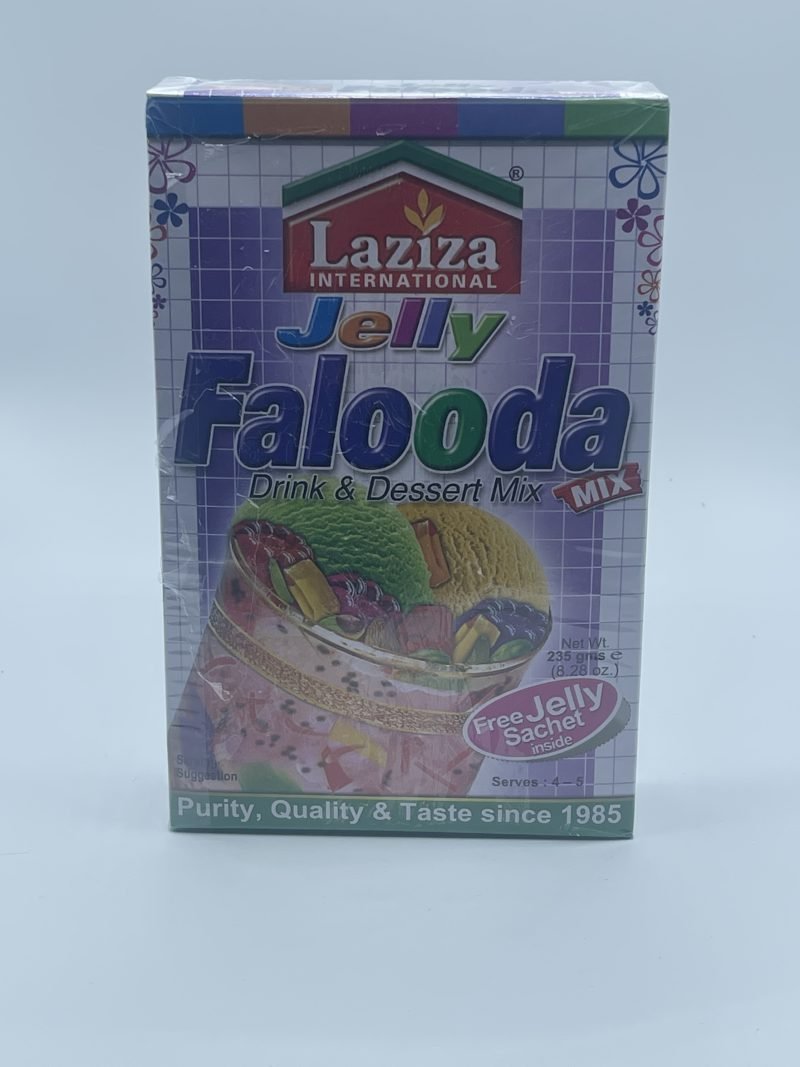 ®
Laziza
INTERNATIONAL
Jelly
Falooda
Drink & Dessert Mix
MIX
Net Wt.
235 gms e
(8.28 oz.)
Free Jelly
Sachet
inside
Serving
Suggestion
Serves : 4 – 5
Purity, Quality & Taste since 1985